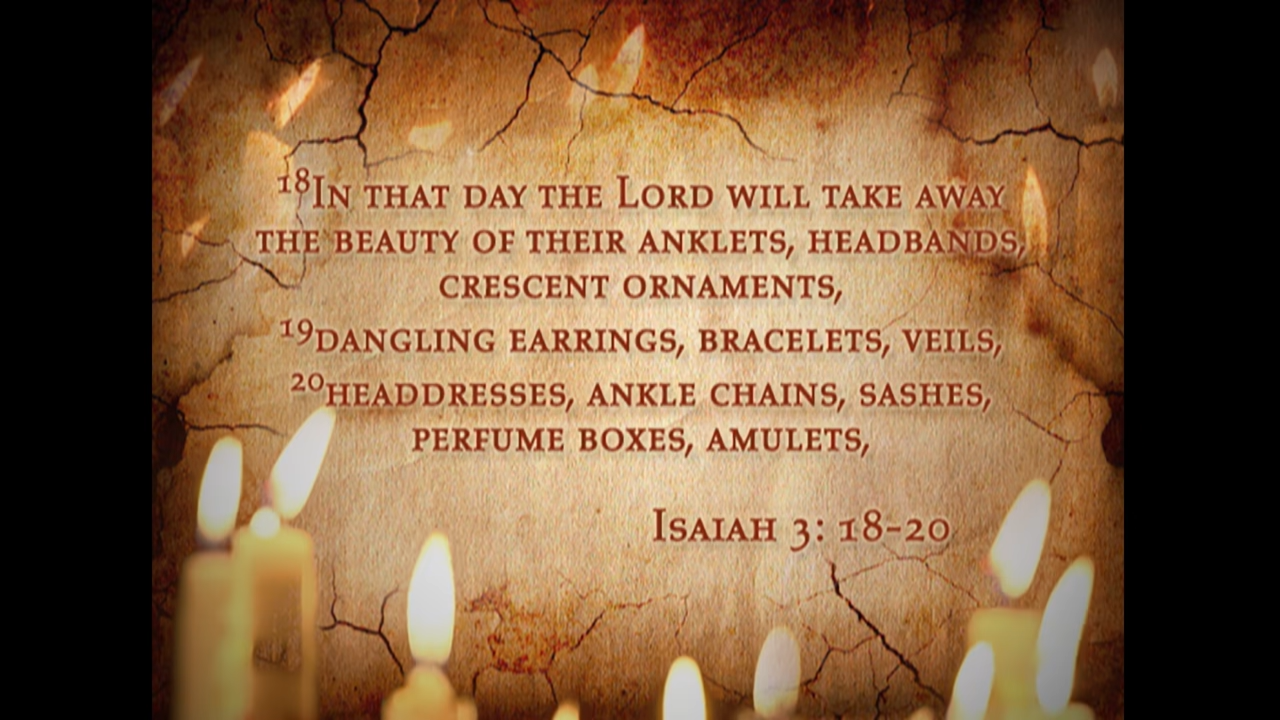 18In that day the Lord will take away
the beauty of their anklets, headbands,
crescent ornaments,
19dangling earrings, bracelets, veils,
20headdresses, ankle chains, sashes,
perfume boxes, amulets,
Isaiah 3: 18-20